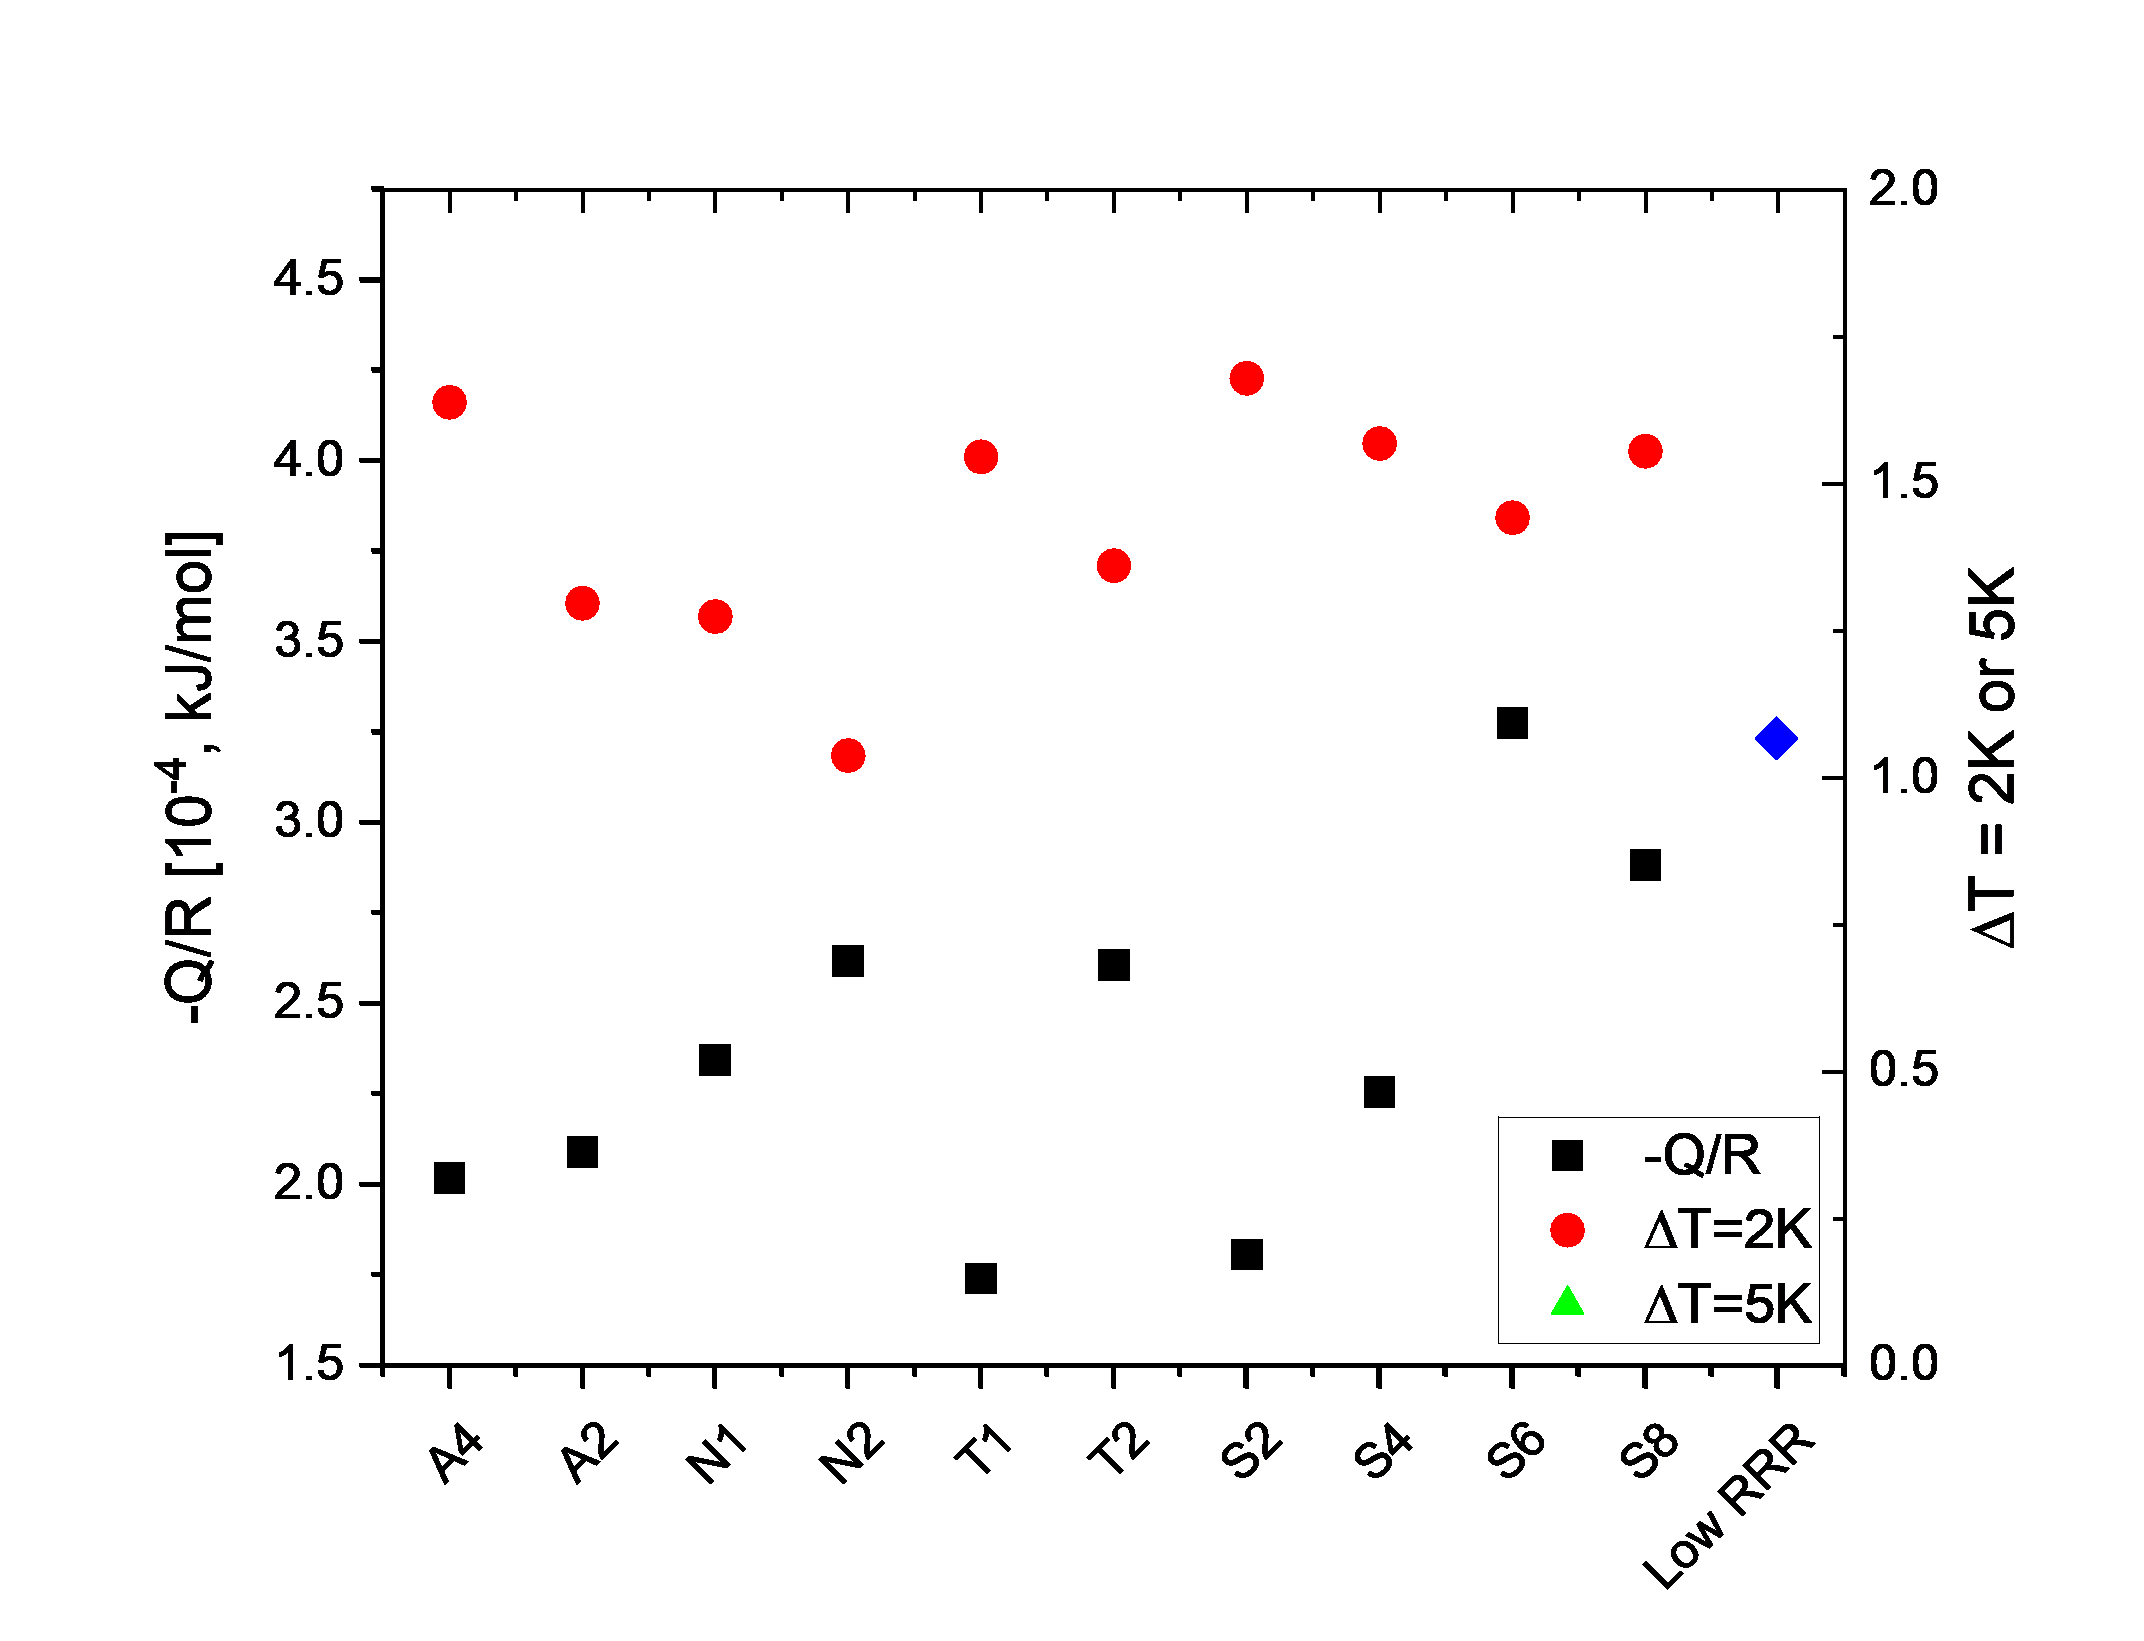 2.0
4.5
4.0
1.5
3.5
3.0
1.0
2.5
0.5
2.0
1.5
0.0
-Q/R [10-4, kJ/mol]
ΔT = 2K or 5K
-Q/R
ΔT=2K
ΔT=5K
A4
A2
N1
N2
T1
T2
S2
S4
S6
S8
Low RRR